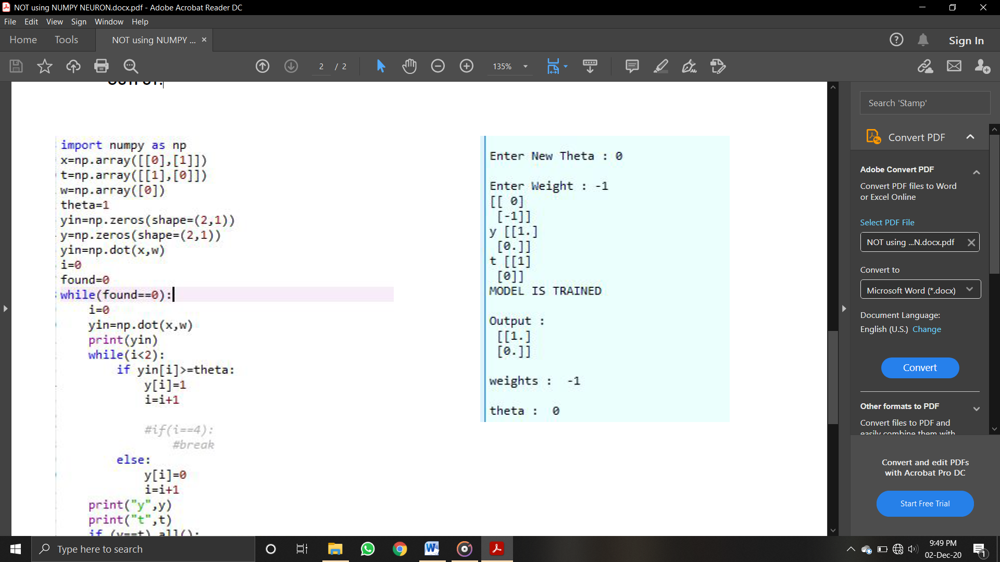 NOT using NUMPY NEURON.docx.pdf - Adobe Acrobat Reader DC
File Edit View Sign Window Help
Home Tools NOT using NUMPY ... × Sign In
2 / 2 135%
OUTPUT:
import numpy as np
x=np.array([[0],[1]])
t=np.array([[1],[0]])
w=np.array([0])
theta=1
yin=np.zeros(shape=(2,1))
y=np.zeros(shape=(2,1))
yin=np.dot(x,w)
i=0
found=0
while(found==0):
i=0
yin=np.dot(x,w)
print(yin)
while(i<2):
if yin[i]>=theta:
y[i]=1
i=i+1
#if(i==4):
#break
else:
y[i]=0
i=i+1
print("y",y)
print("t",t)
if (y==t).all():
Enter New Theta : 0
Enter Weight : -1
[[ 0]
[-1]]
y [[1.]
[0.]]
t [[1]
[0]]
MODEL IS TRAINED
Output :
[[1.]
[0.]]
weights : -1
theta : 0
Search 'Stamp'
Convert PDF
Adobe Convert PDF
Convert PDF files to Word
or Excel Online
Select PDF File
NOT using ...N.docx.pdf
Convert to
Microsoft Word (*.docx)
Document Language:
English (U.S.) Change
Convert
Other formats to PDF
Convert files to PDF and
easily combine them with
Convert and edit PDFs
with Acrobat Pro DC
Start Free Trial
Type here to search
9:49 PM
02-Dec-20
1